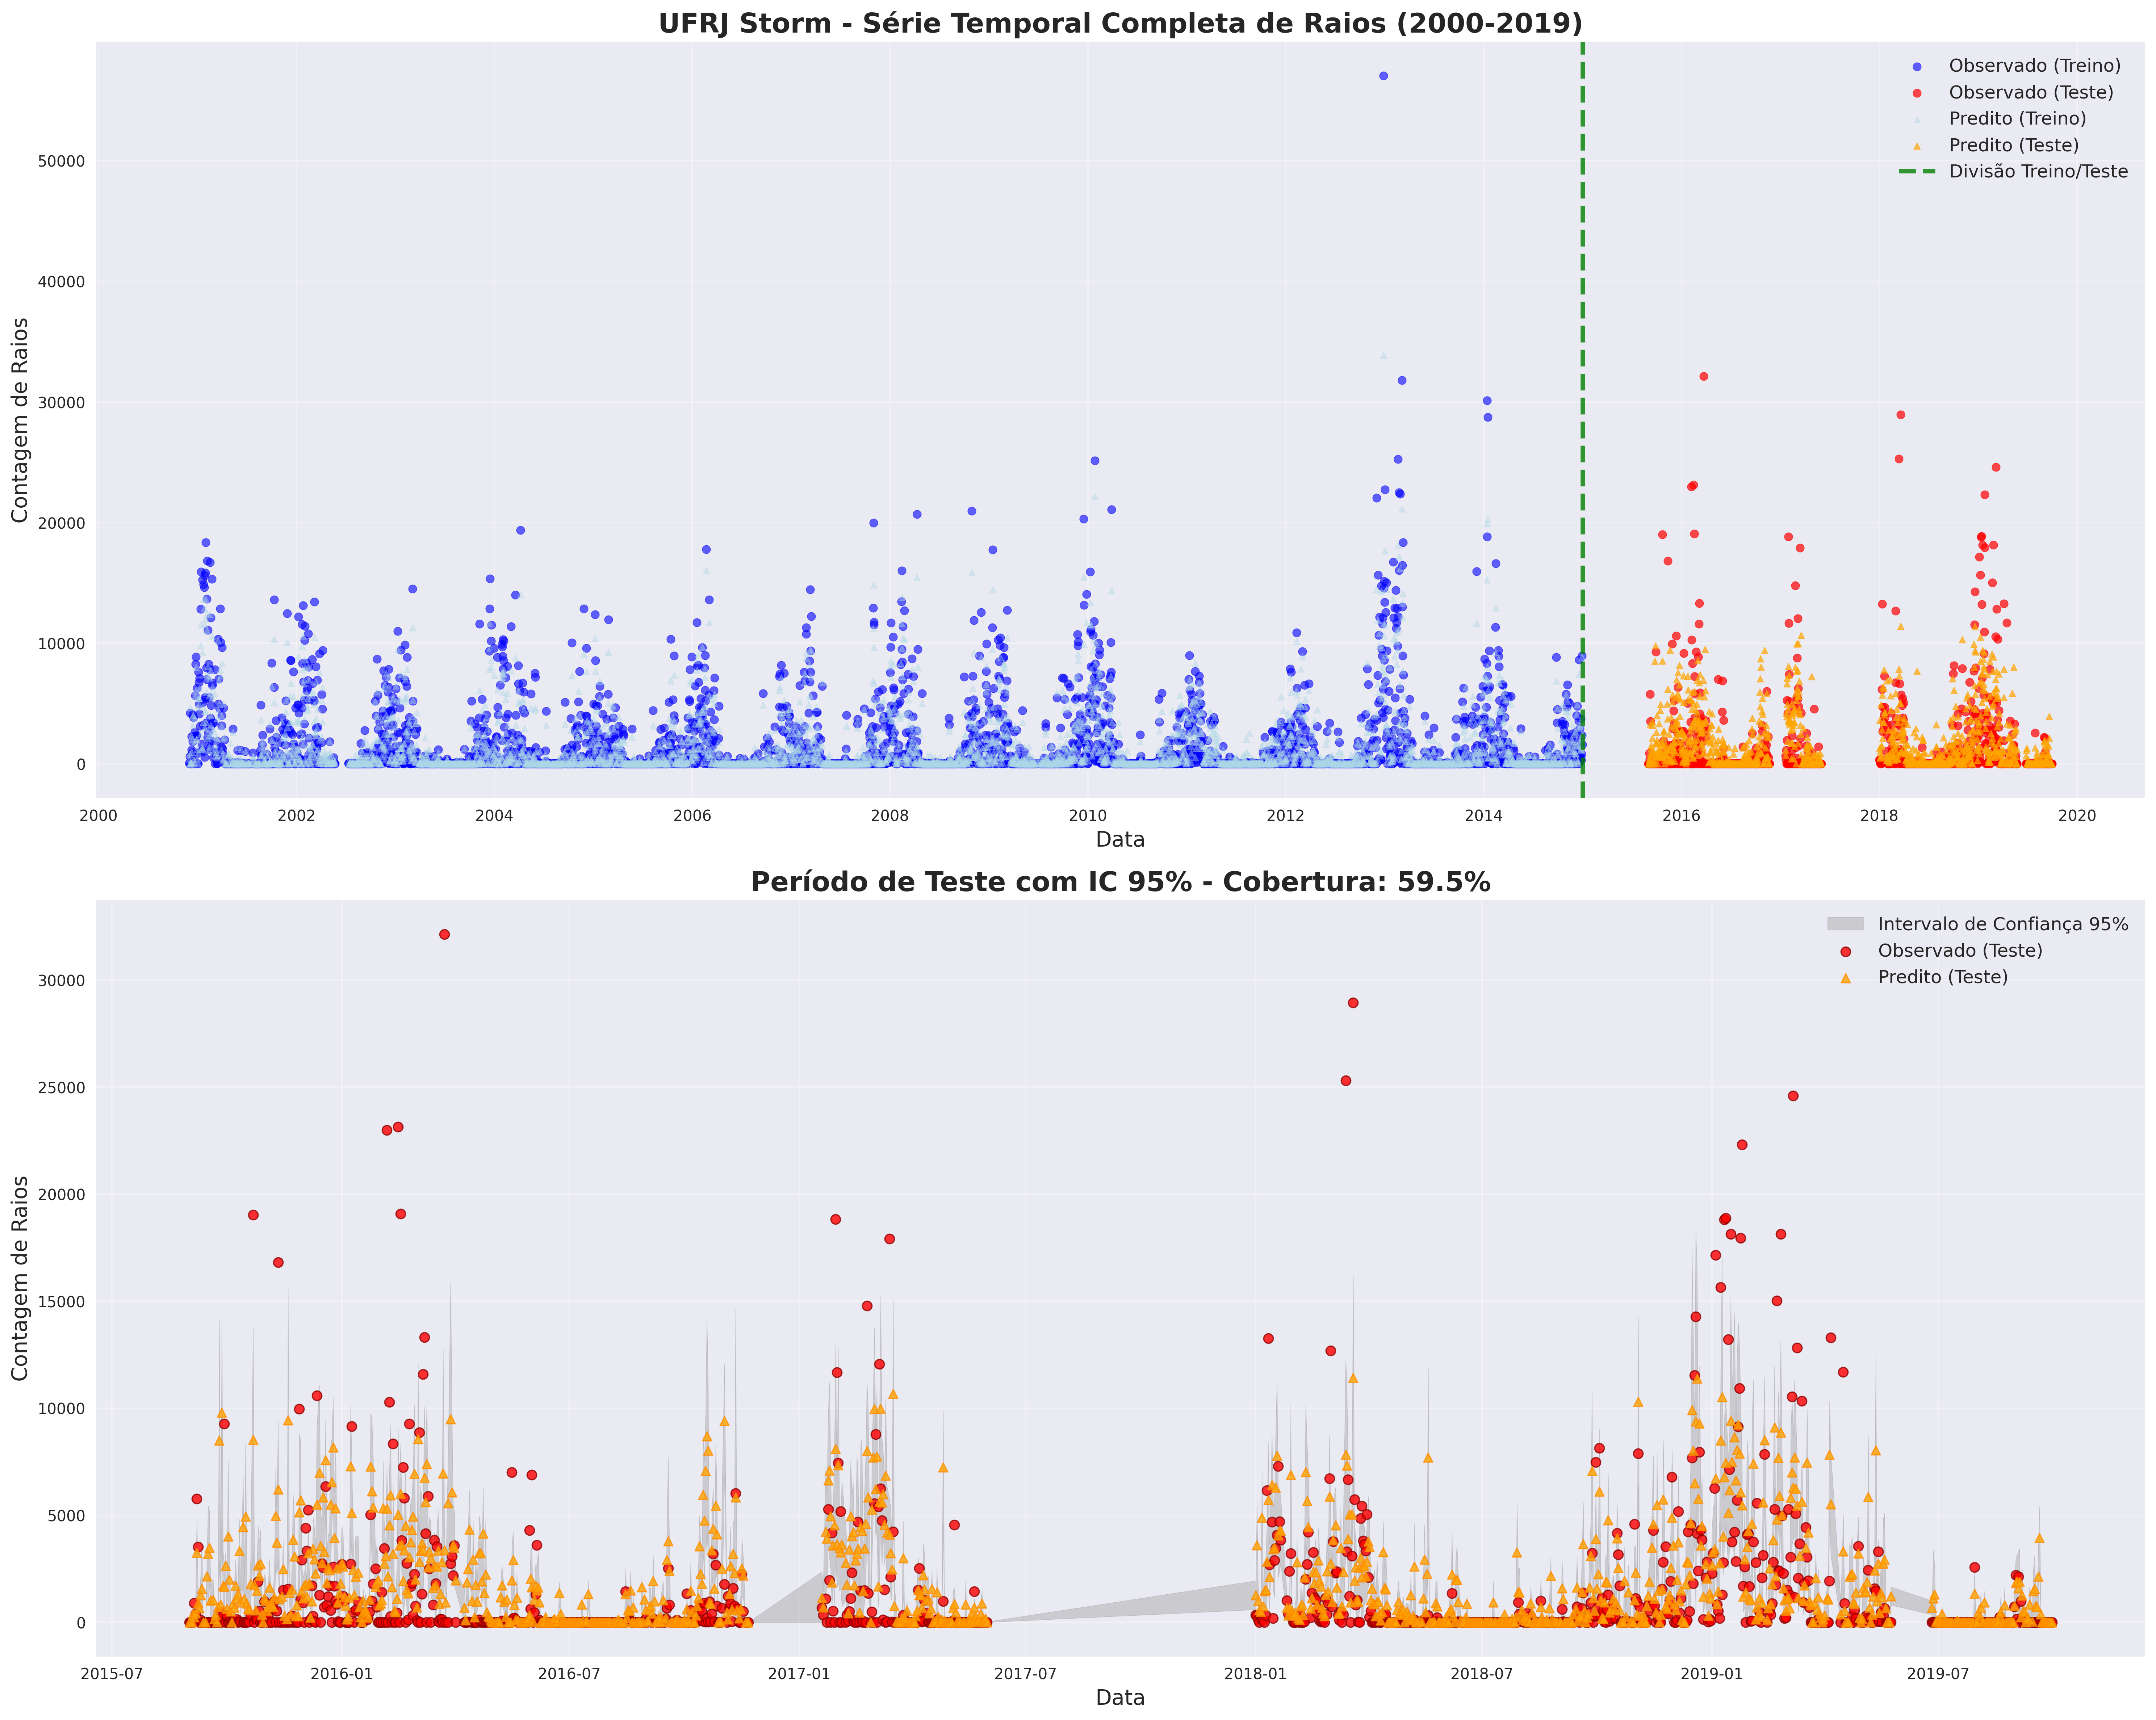 UFRJ Storm - Série Temporal Completa de Raios (2000-2019)
Contagem de Raios
50000
40000
30000
20000
10000
0
Observado (Treino)
Observado (Teste)
Predito (Treino)
Predito (Teste)
Divisão Treino/Teste
2000 2002 2004 2006 2008 2010 2012 2014 2016 2018 2020
Data
Período de Teste com IC 95% - Cobertura: 59.5%
Contagem de Raios
30000
25000
20000
15000
10000
5000
0
Intervalo de Confiança 95%
Observado (Teste)
Predito (Teste)
2015-07 2016-01 2016-07 2017-01 2017-07 2018-01 2018-07 2019-01 2019-07
Data